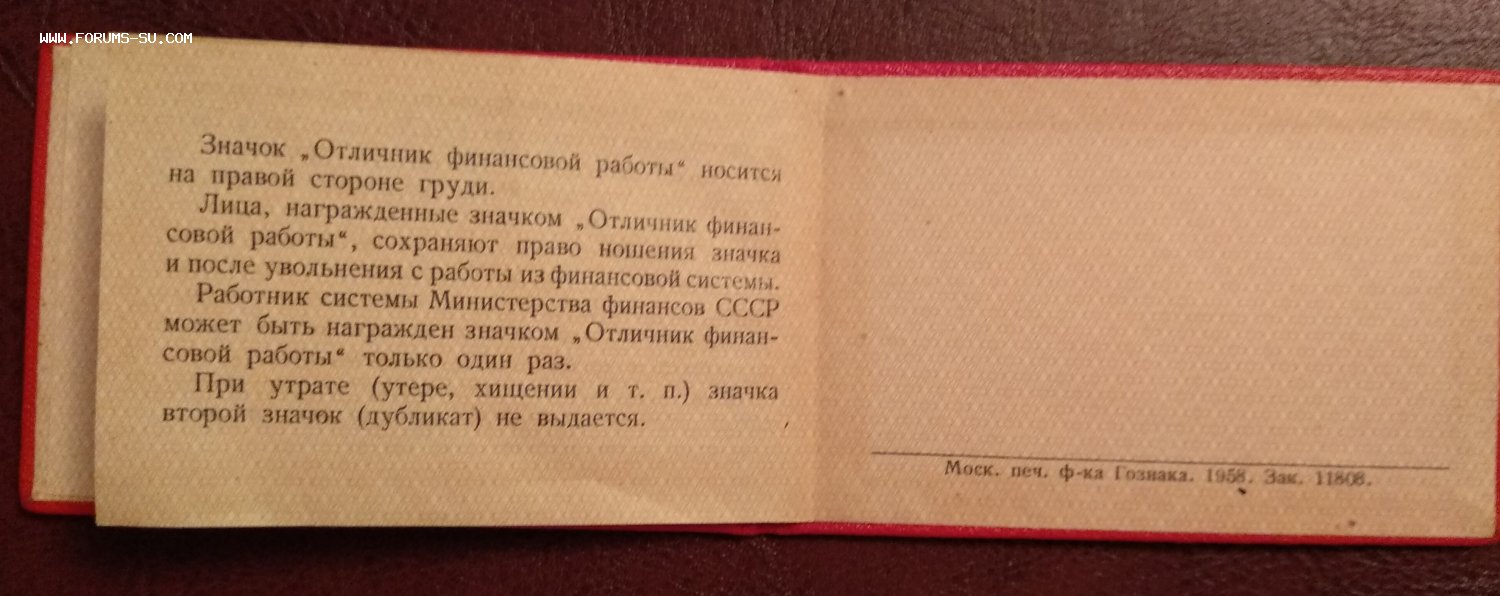 WWW.FORUMS-SU.COM
Значок „Отличник финансовой работы“ носится
на правой стороне груди.
Лица, награжденные значком „Отличник финан-
совой работы“, сохраняют право ношения значка
и после увольнения с работы из финансовой системы.
Работник системы Министерства финансов СССР
может быть награжден значком „Отличник финан-
совой работы“ только один раз.
При утрате (утере, хищении и т. п.) значка
второй значок (дубликат) не выдается.
Моск. печ. ф-ка Гознака. 1958. Зак. 11808.